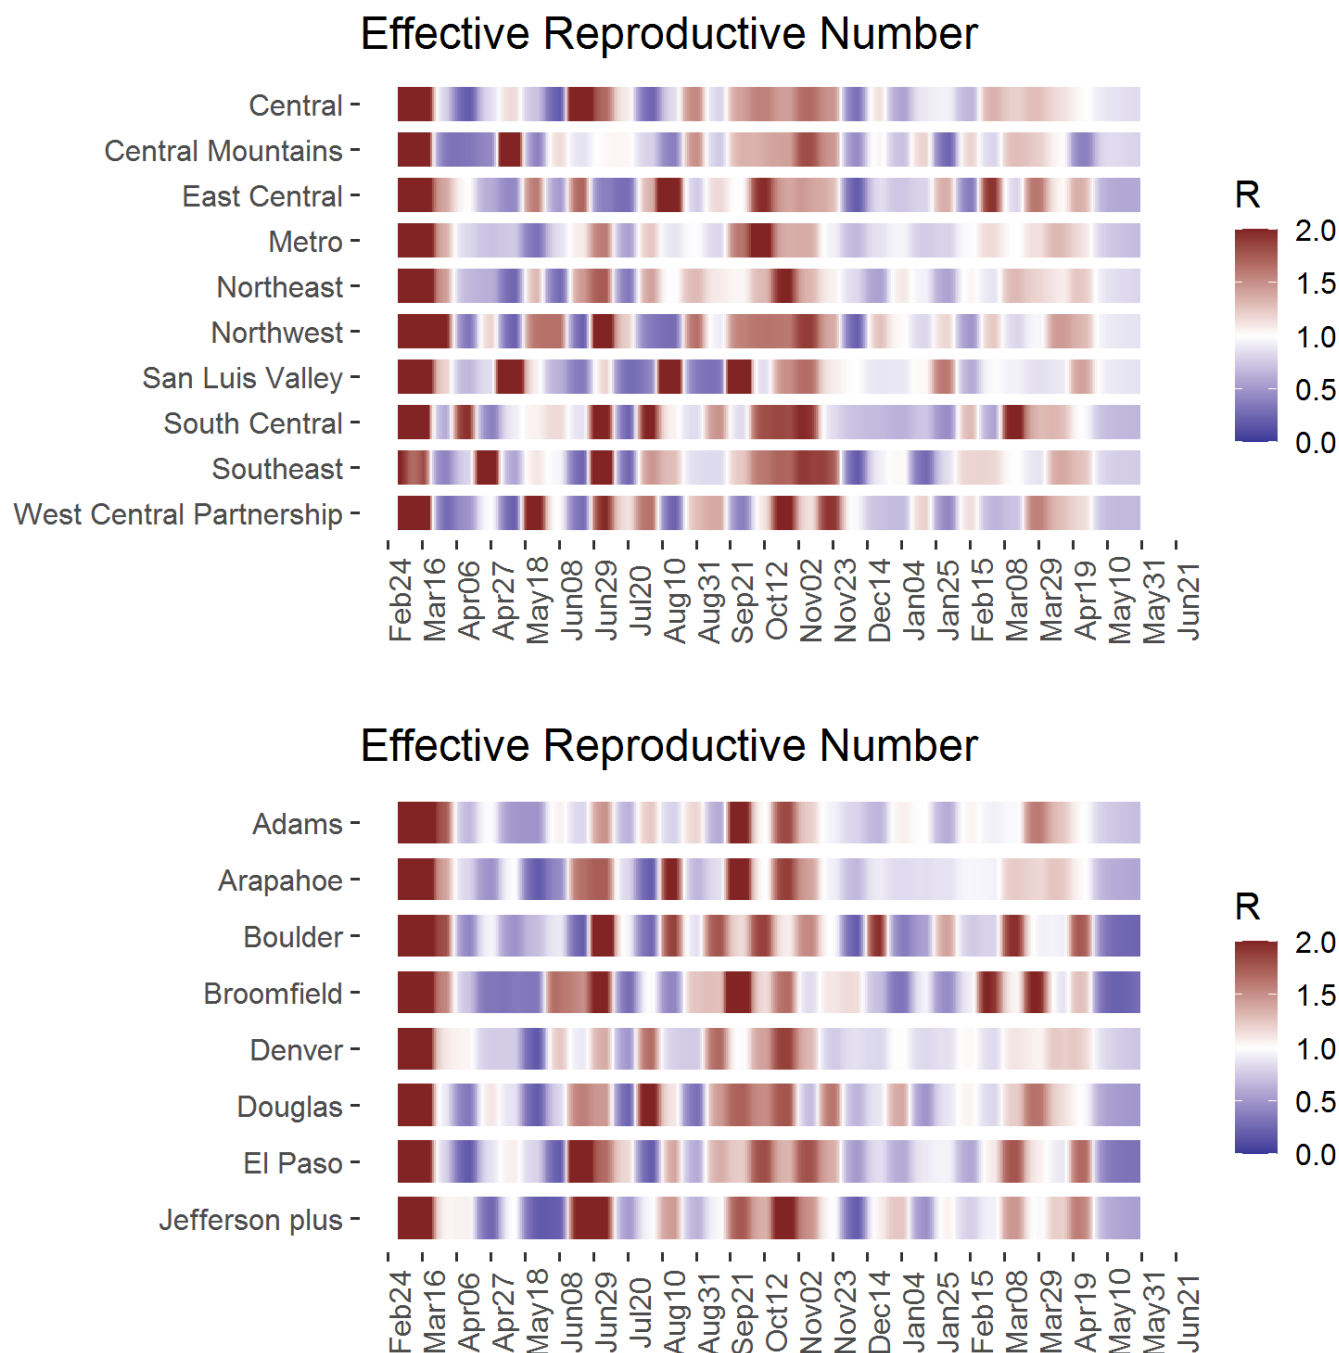 Effective Reproductive Number
Central
Central Mountains
East Central
Metro
Northeast
Northwest
San Luis Valley
South Central
Southeast
West Central Partnership
Feb24
Mar16
Apr06
Apr27
May18
Jun08
Jun29
Jul20
Aug10
Aug31
Sep21
Oct12
Nov02
Nov23
Dec14
Jan04
Jan25
Feb15
Mar08
Mar29
Apr19
May10
May31
Jun21
R
2.0
1.5
1.0
0.5
0.0
Effective Reproductive Number
Adams
Arapahoe
Boulder
Broomfield
Denver
Douglas
El Paso
Jefferson plus
Feb24
Mar16
Apr06
Apr27
May18
Jun08
Jun29
Jul20
Aug10
Aug31
Sep21
Oct12
Nov02
Nov23
Dec14
Jan04
Jan25
Feb15
Mar08
Mar29
Apr19
May10
May31
Jun21
R
2.0
1.5
1.0
0.5
0.0